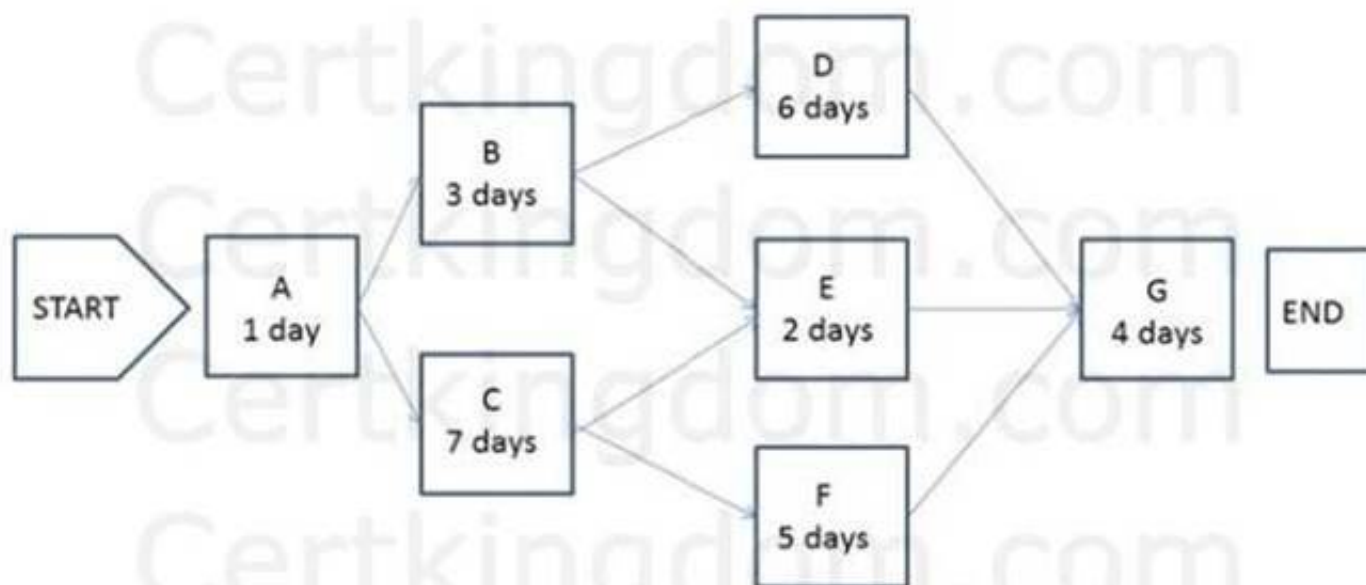 Certkingdom.com
D
6 days
B
3 days
Certkingdom.com
START
A
1 day
E
2 days
G
4 days
END
Certkingdom.com
C
7 days
F
5 days
Certkingdom.com